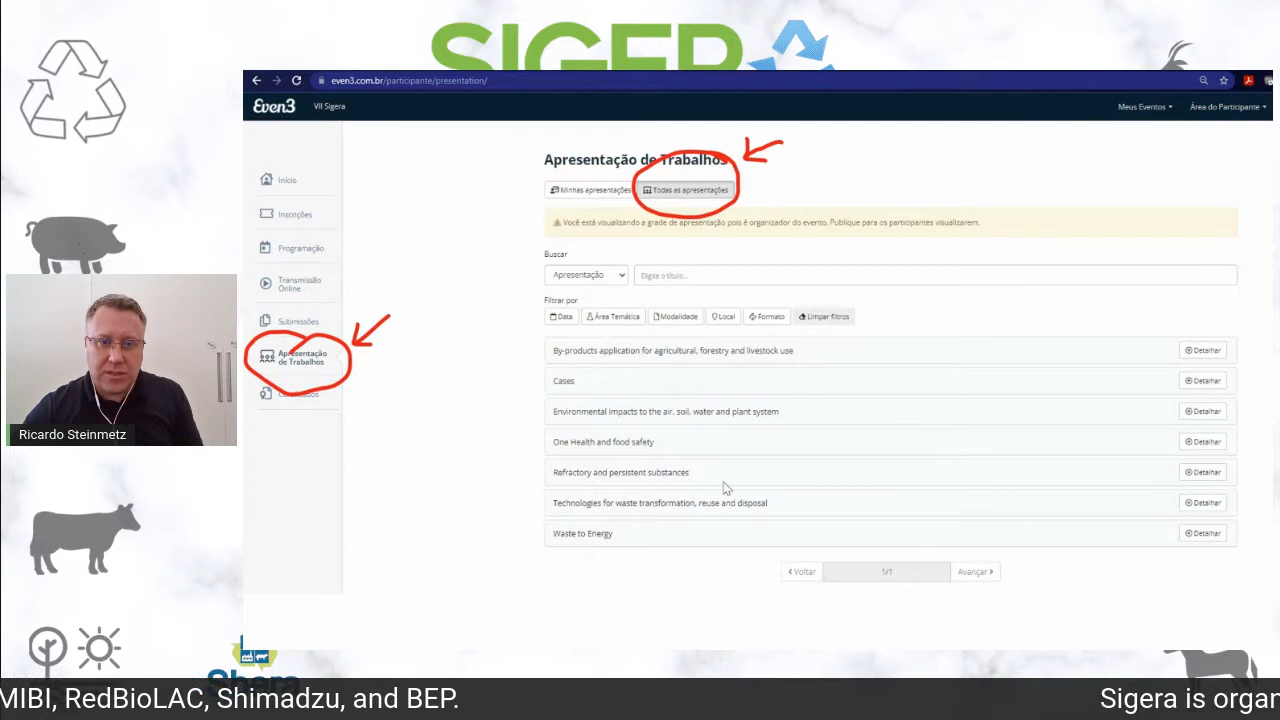 SIGER
even3.com.br/participante/presentation/
Even3 VII Sigera Meus Eventos Área do Participante
Início
Inscrições
Programação
Transmissão
Online
Submissões
Apresentação
de Trabalhos
Apresentação de Trabalhos
Minhas apresentações Todas as apresentações
Você está visualizando a grade de apresentação pois é organizador do evento. Publique para os participantes visualizarem.
Buscar
Apresentação Digite o título...
Filtrar por
Data Área Temática Modalidade Local Formato Limpar filtros
By-products application for agricultural, forestry and livestock use Detalhar
Cases Detalhar
Environmental impacts to the air, soil, water and plant system Detalhar
One Health and food safety Detalhar
Refractory and persistent substances Detalhar
Technologies for waste transformation, reuse and disposal Detalhar
Waste to Energy Detalhar
Voltar 1/1 Avançar
Ricardo Steinmetz
MIBI, RedBioLAC, Shimadzu, and BEP. Sigera is organ